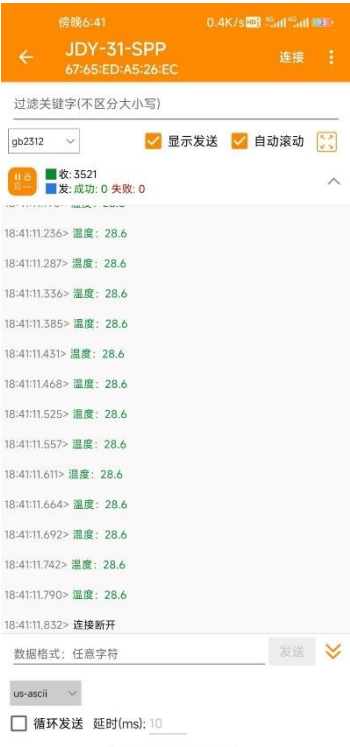 傍晚6:41 0.4K/s HD 4G 4G
JDY-31-SPP
67:65:ED:A5:26:EC
连接
过滤关键字(不区分大小写)
gb2312 显示发送 自动滚动
收: 3521
发: 成功: 0 失败: 0
18:41:11.236> 温度: 28.6
18:41:11.287> 温度: 28.6
18:41:11.336> 温度: 28.6
18:41:11.385> 温度: 28.6
18:41:11.431> 温度: 28.6
18:41:11.468> 温度: 28.6
18:41:11.525> 温度: 28.6
18:41:11.557> 温度: 28.6
18:41:11.611> 温度: 28.6
18:41:11.664> 温度: 28.6
18:41:11.692> 温度: 28.6
18:41:11.742> 温度: 28.6
18:41:11.790> 温度: 28.6
18:41:11.832> 连接断开
数据格式: 任意字符 发送
us-ascii
循环发送 延时(ms): 10